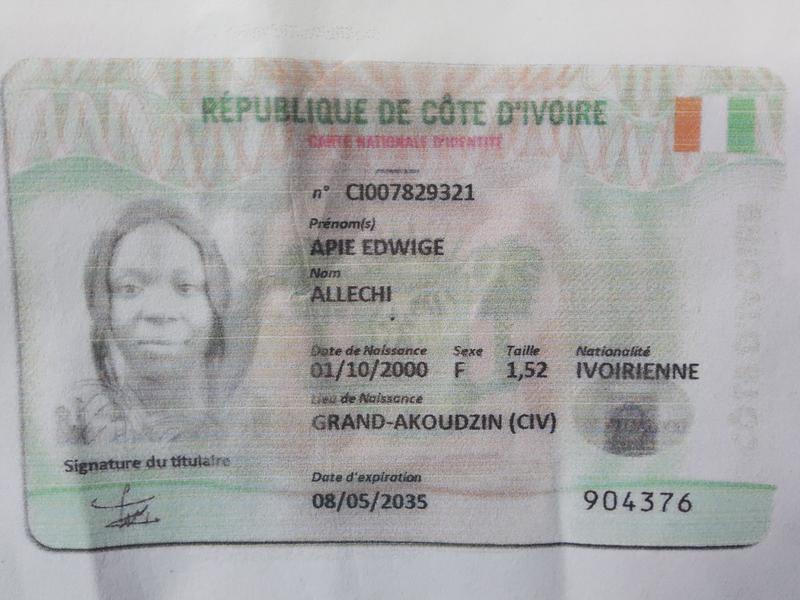 RÉPUBLIQUE DE CÔTE D'IVOIRE
CARTE NATIONALE D'IDENTITÉ
n° CI007829321
Prénom(s)
APIE EDWIGE
Nom
ALLECHI
Date de Naissance Sexe Taille Nationalité
01/10/2000 F 1,52 IVOIRIENNE
Lieu de Naissance
GRAND-AKOUDZIN (CIV)
Signature du titulaire
Date d'expiration
08/05/2035
904376